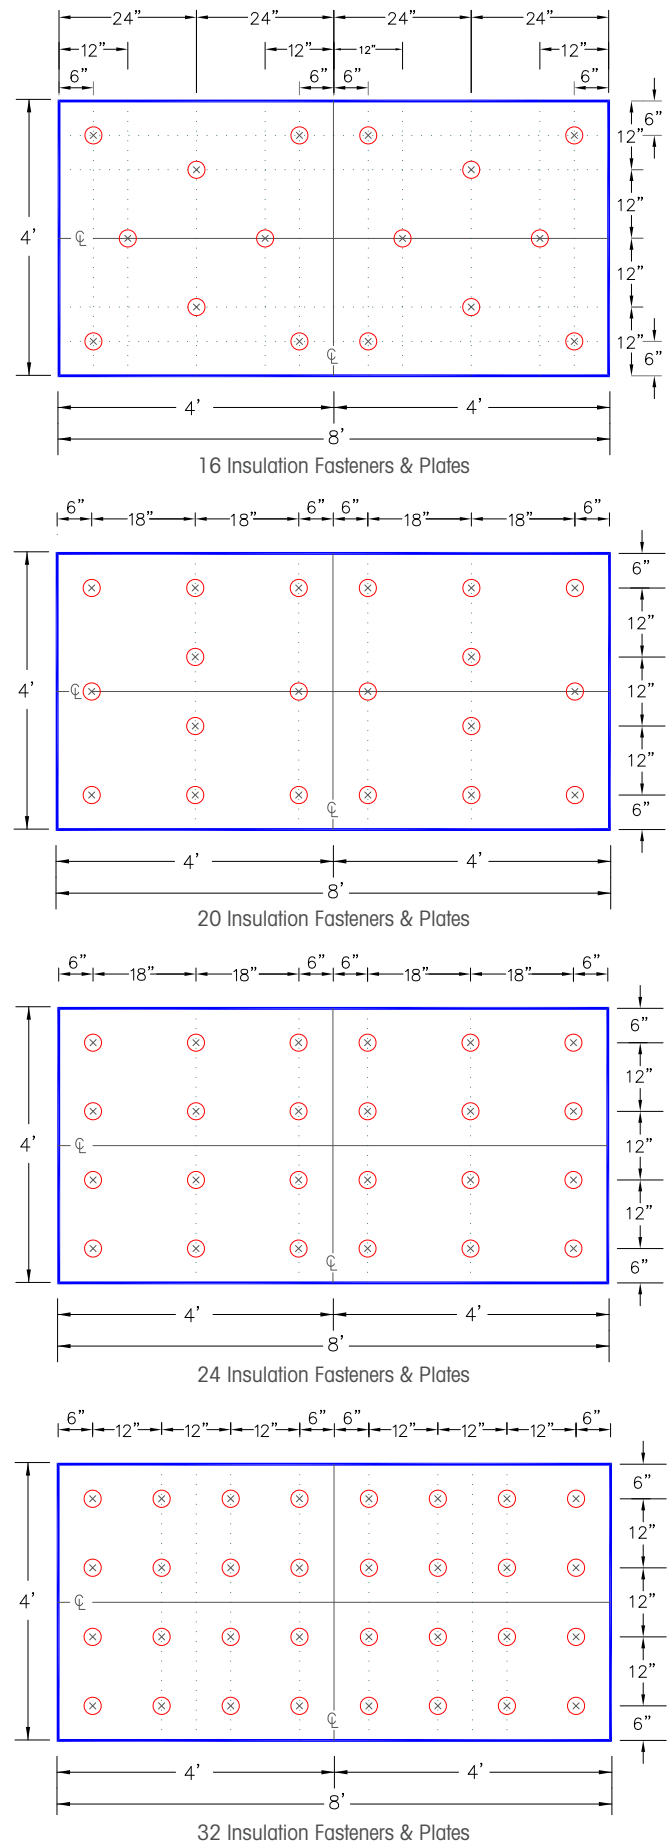 24” 24” 24” 24”
12” 12” 12” 12”
6” 6” 6” 6”
6”
12”
12”
4’ ℄
12”
12”
6”
℄
4’ 4’
8’
16 Insulation Fasteners & Plates
6” 18” 18” 6” 6” 18” 18” 6”
6”
12”
4’ ℄ 12”
12”
℄ 6”
4’ 4’
8’
20 Insulation Fasteners & Plates
6” 18” 18” 6” 6” 18” 18” 6”
6”
12”
4’ ℄ 12”
12”
℄ 6”
4’ 4’
8’
24 Insulation Fasteners & Plates
6” 12” 12” 12” 6” 6” 12” 12” 12” 6”
6”
12”
4’ ℄ 12”
12”
℄ 6”
4’ 4’
8’
32 Insulation Fasteners & Plates